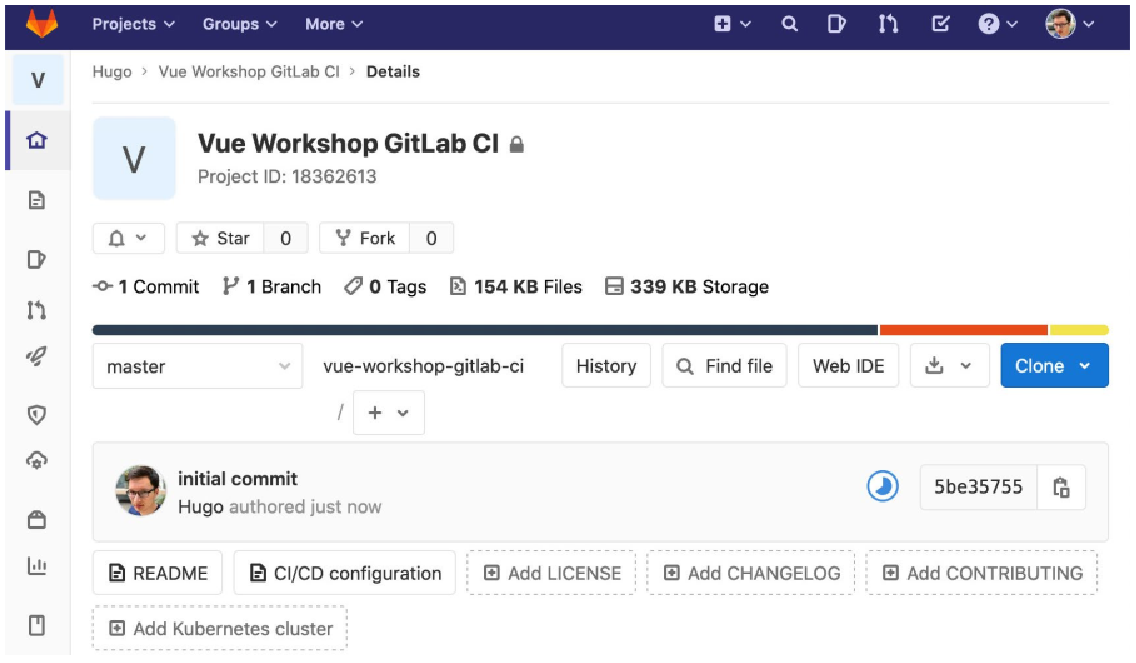 Projects Groups More
V Hugo > Vue Workshop GitLab CI > Details
V Vue Workshop GitLab CI
Project ID: 18362613
Star 0 Fork 0
1 Commit 1 Branch 0 Tags 154 KB Files 339 KB Storage
master vue-workshop-gitlab-ci History Find file Web IDE Clone
/ +
initial commit
Hugo authored just now
5be35755
README CI/CD configuration Add LICENSE Add CHANGELOG Add CONTRIBUTING
Add Kubernetes cluster